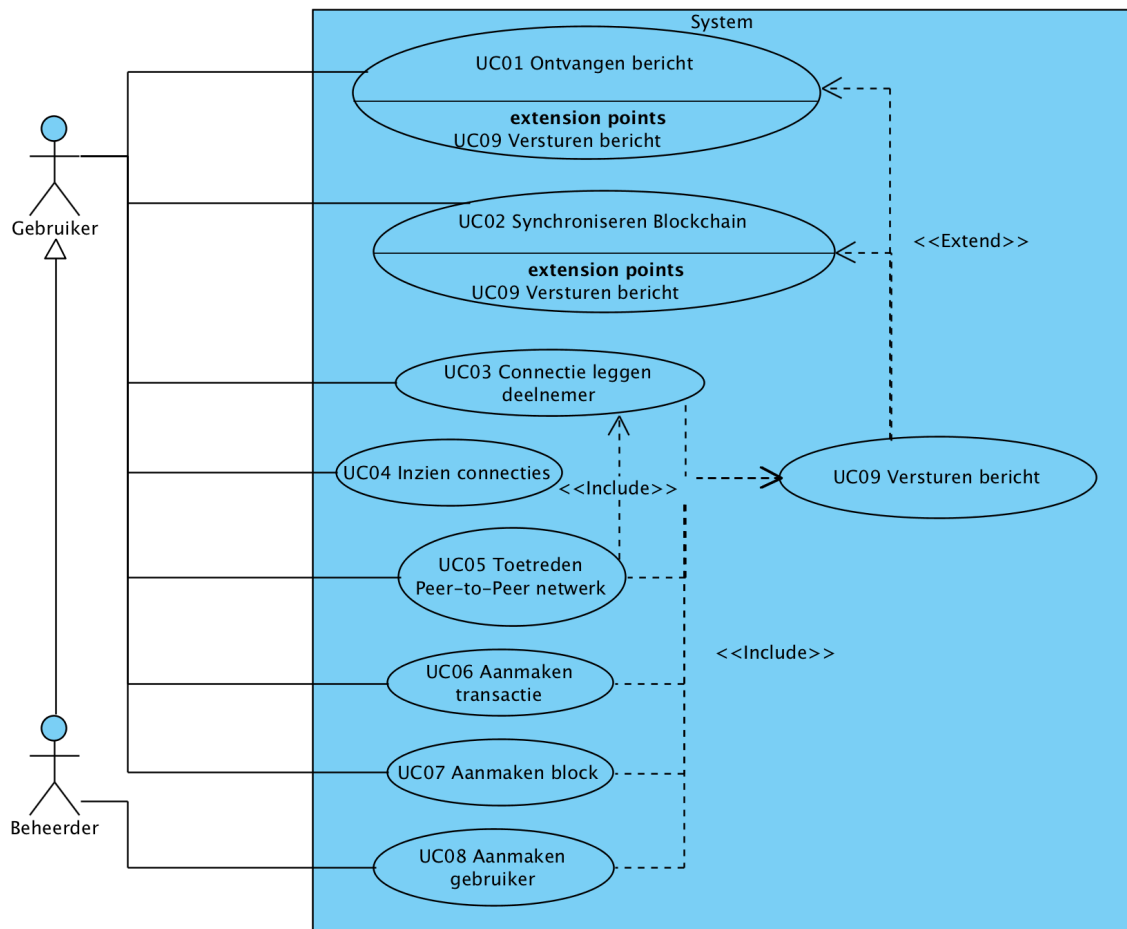 System
UC01 Ontvangen bericht
extension points
UC09 Versturen bericht
Gebruiker
UC02 Synchroniseren Blockchain
<<Extend>>
extension points
UC09 Versturen bericht
UC03 Connectie leggen
deelnemer
UC04 Inzien connecties
UC09 Versturen bericht
<<Include>>
UC05 Toetreden
Peer-to-Peer netwerk
<<Include>>
UC06 Aanmaken
transactie
UC07 Aanmaken block
Beheerder
UC08 Aanmaken
gebruiker